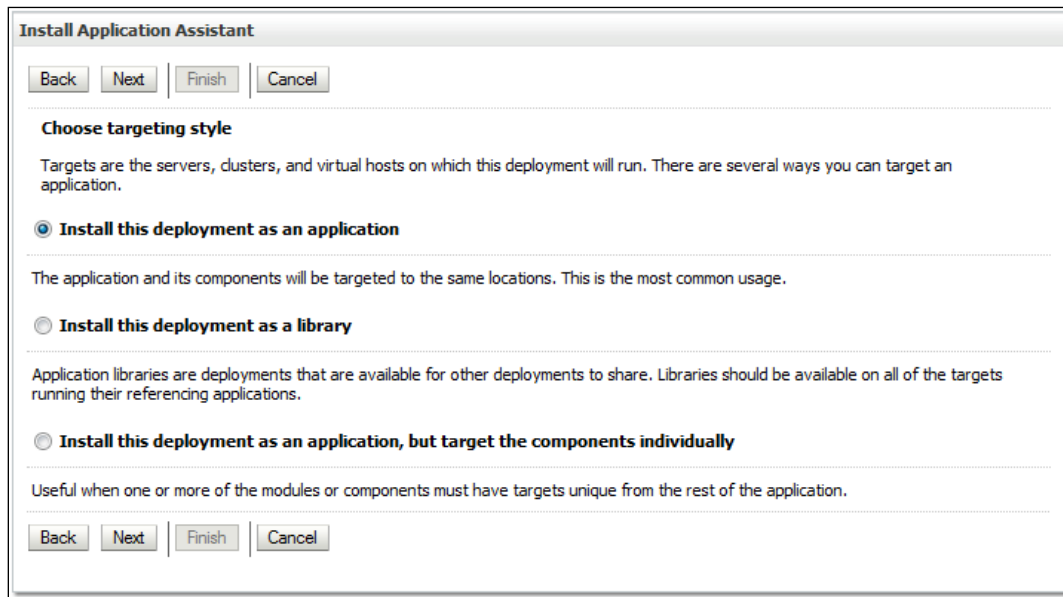 Install Application Assistant
Back Next Finish Cancel
Choose targeting style
Targets are the servers, clusters, and virtual hosts on which this deployment will run. There are several ways you can target an
application.
Install this deployment as an application
The application and its components will be targeted to the same locations. This is the most common usage.
Install this deployment as a library
Application libraries are deployments that are available for other deployments to share. Libraries should be available on all of the targets
running their referencing applications.
Install this deployment as an application, but target the components individually
Useful when one or more of the modules or components must have targets unique from the rest of the application.
Back Next Finish Cancel